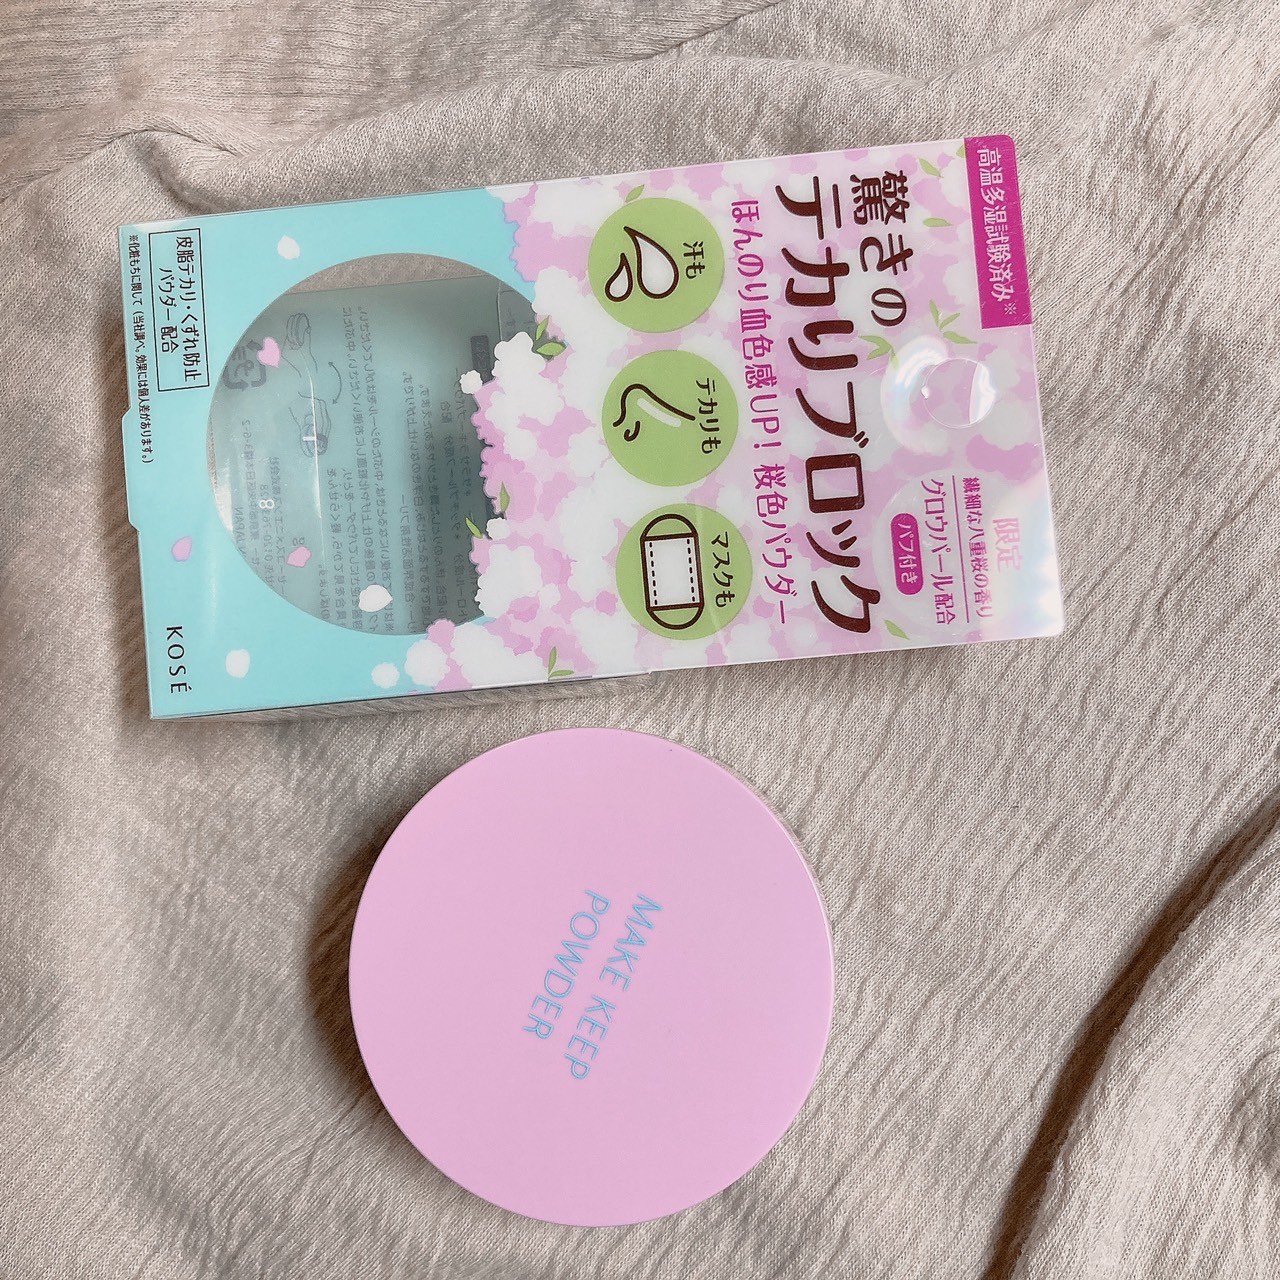 高温多湿試験済み※
限定
繊細な八重桜の香り
グロウパール配合
パフ付き
驚きの
テカリブロック
ほんのり血色感UP！桜色パウダー
汗も
テカリも
マスクも
皮脂テカリ・くずれ防止
パウダー配合
※化粧もちに関して（当社調べ。効果には個人差があります。）
KOSÉ
MAKE KEEP
POWDER